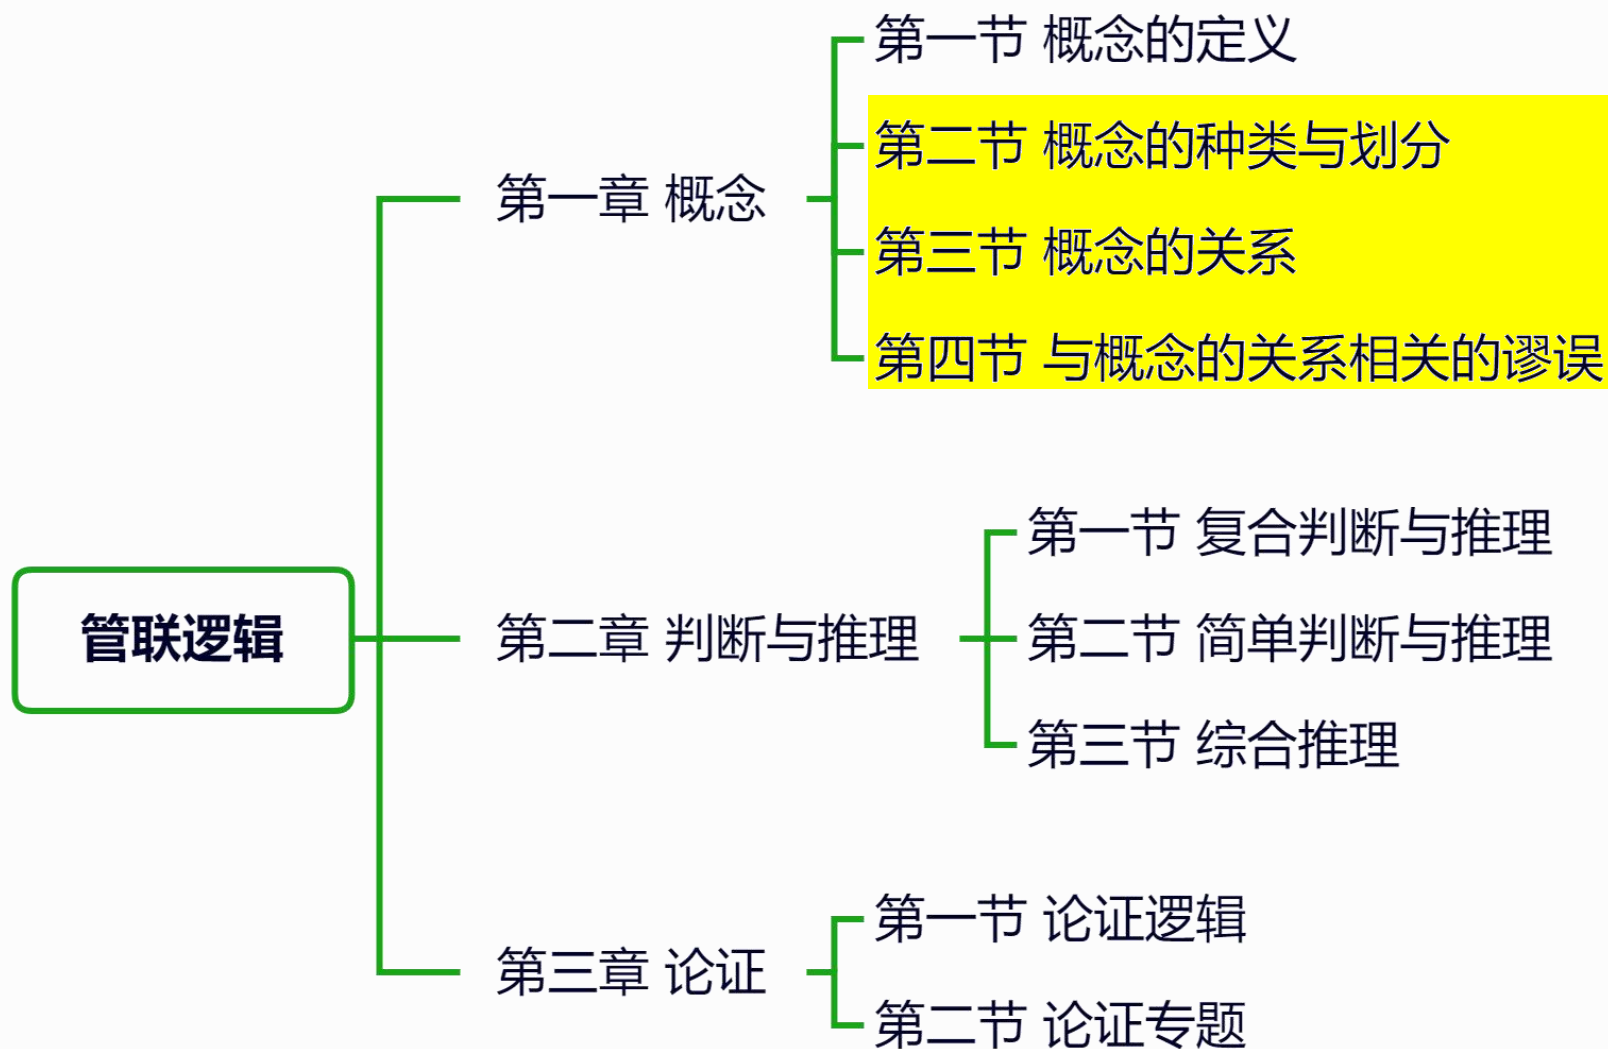 管联逻辑
第一章 概念
第一节 概念的定义
第二节 概念的种类与划分
第三节 概念的关系
第四节 与概念的关系相关的谬误
第二章 判断与推理
第一节 复合判断与推理
第二节 简单判断与推理
第三节 综合推理
第三章 论证
第一节 论证逻辑
第二节 论证专题